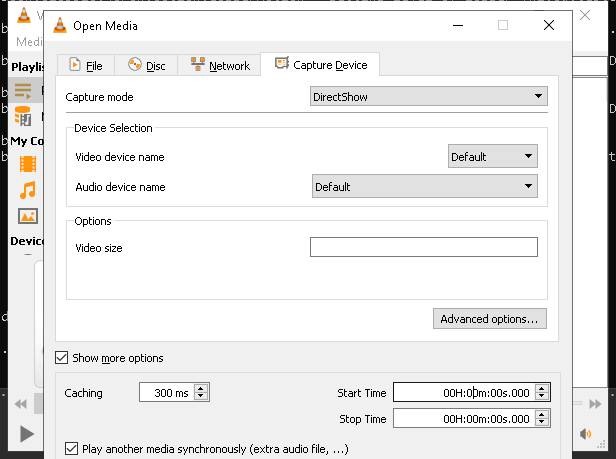 Open Media
Medi
File
Disc
Network
Capture Device
Playlis
Capture mode
DirectShow
Device Selection
Video device name
Default
My Co
Audio device name
Default
Options
Video size
Device
Advanced options...
Show more options
Caching
300 ms
Start Time
00H:00m:00s.000
Stop Time
00H:00m:00s.000
Play another media synchronously (extra audio file, ...)